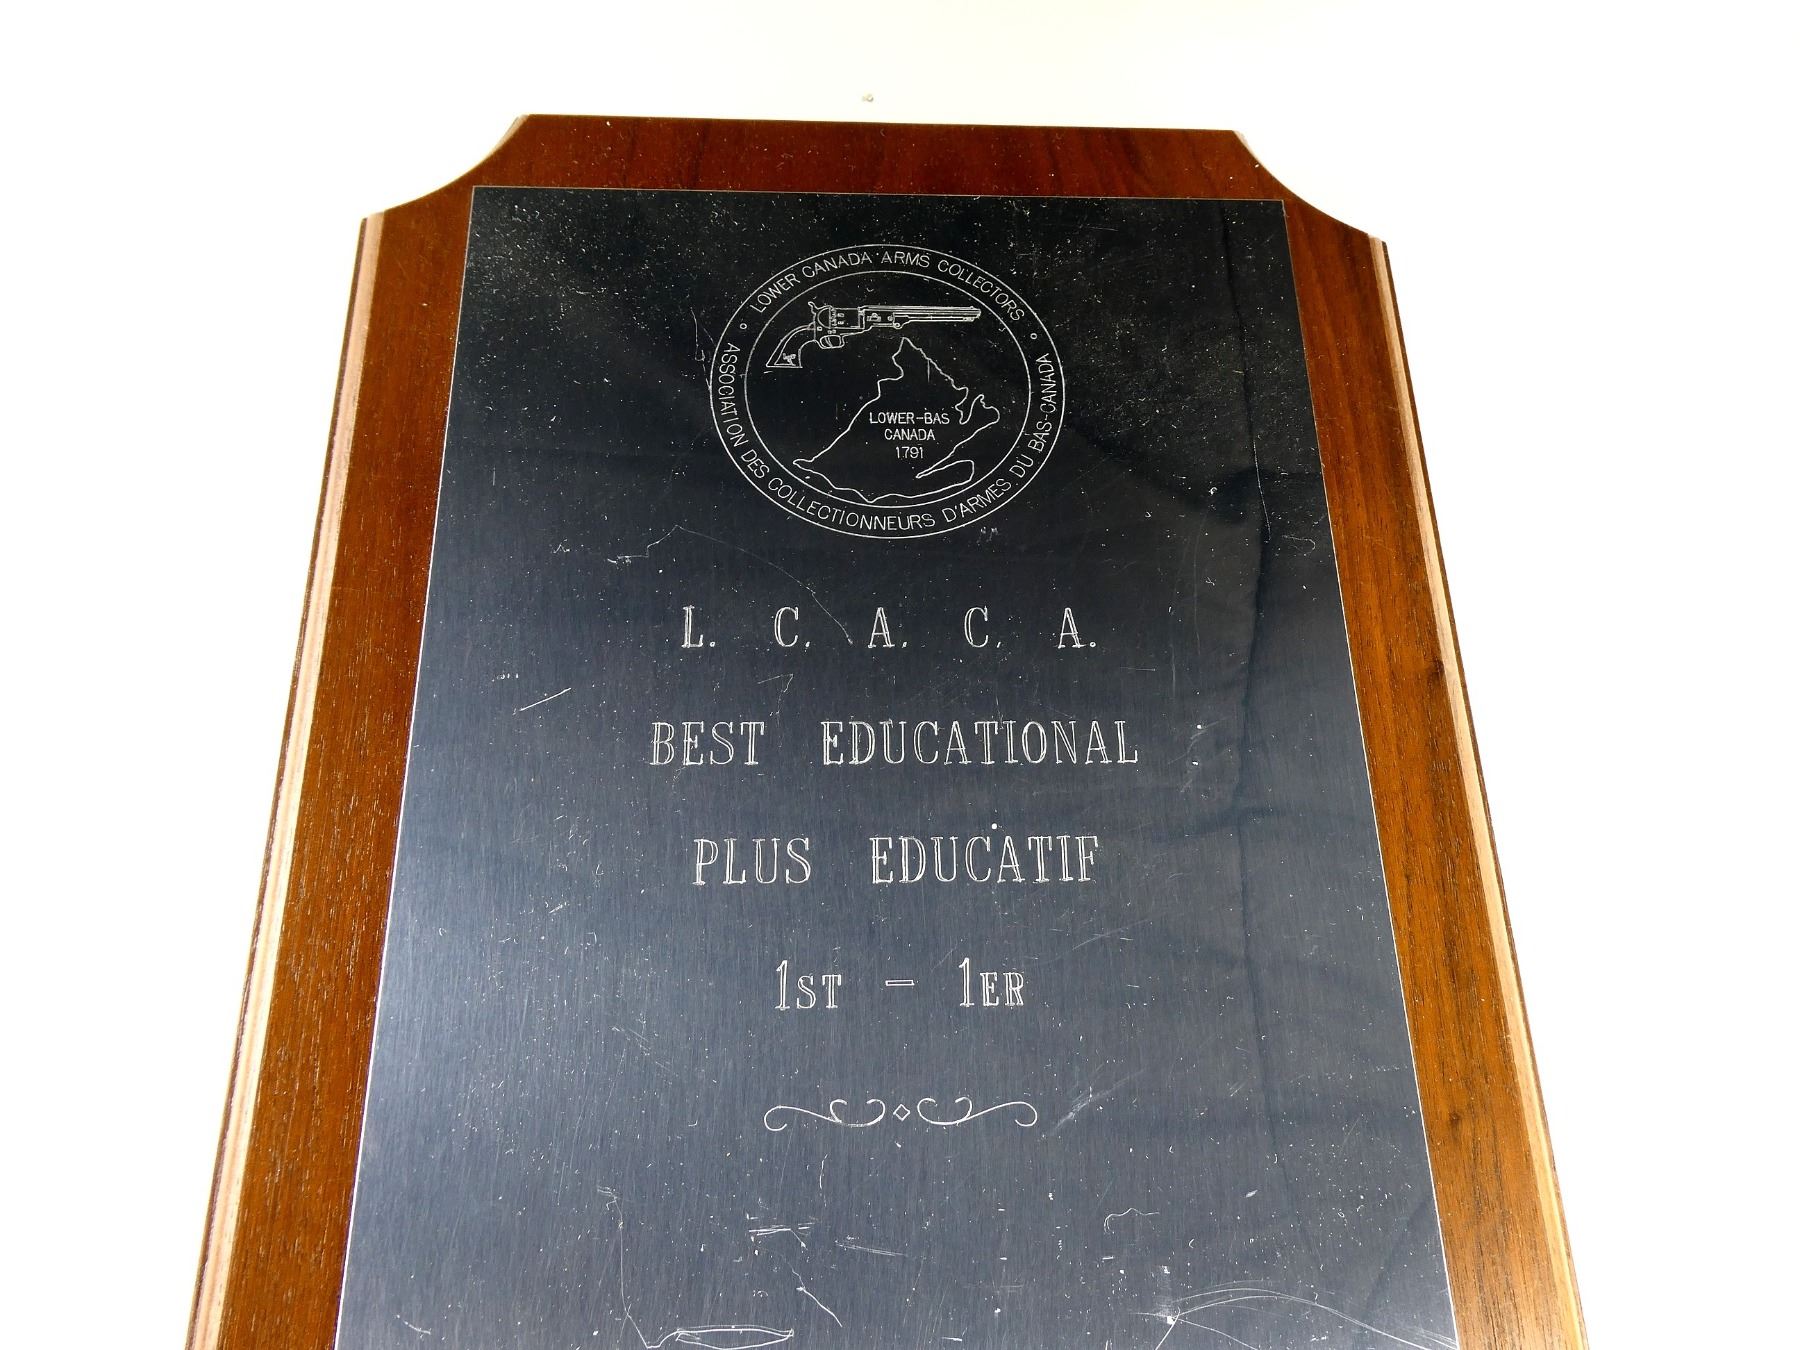 LOWER CANADA ARMS COLLECTORS
ASSOCIATION DES COLLECTIONNEURS D'ARMES DU BAS-CANADA
LOWER-BAS
CANADA
1791
L. C. A. C. A.
BEST EDUCATIONAL
PLUS EDUCATIF
1ST - 1ER